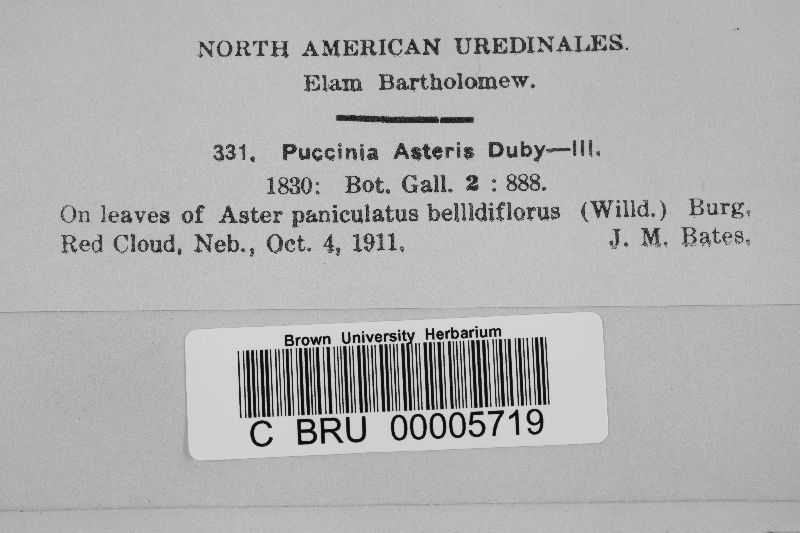 NORTH AMERICAN UREDINALES.
Elam Bartholomew.
331. Puccinia Asteris Duby—III.
1830: Bot. Gall. 2 : 888.
On leaves of Aster paniculatus bellidiflorus (Willd.) Burg.
Red Cloud, Neb., Oct. 4, 1911. J. M. Bates.
Brown University Herbarium
C BRU 00005719